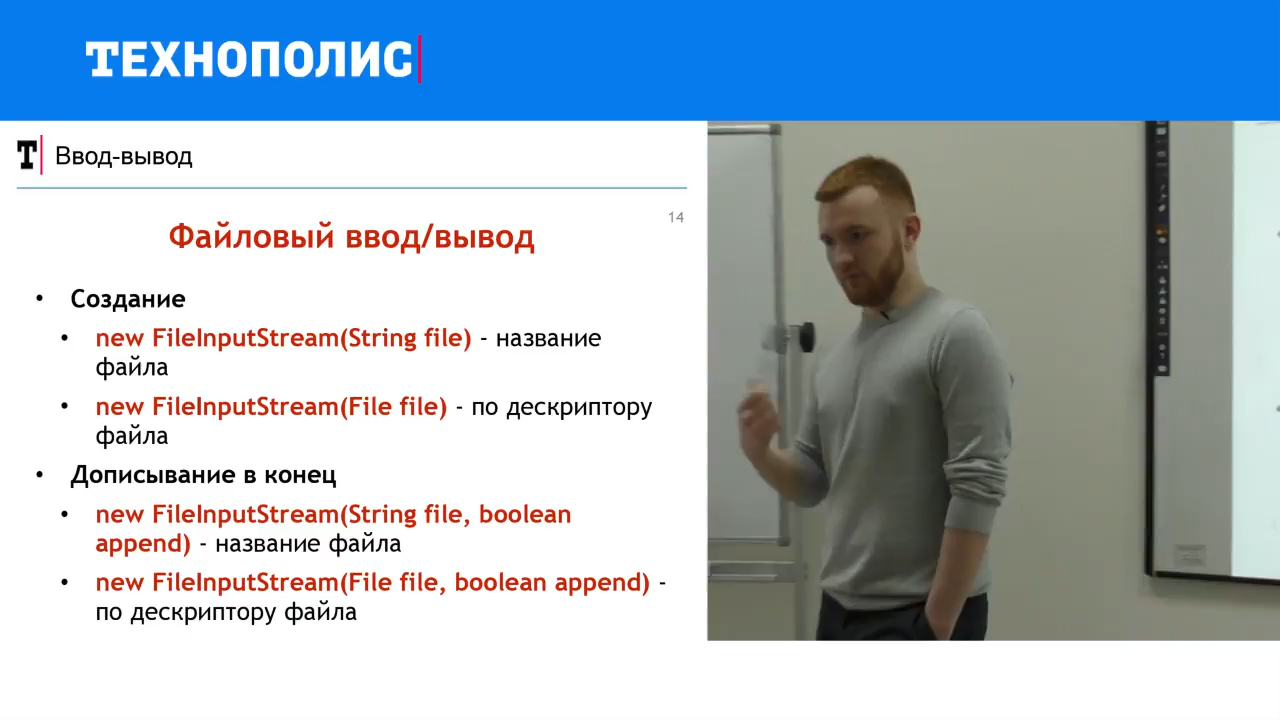 ТЕХНОПОЛИС
T Ввод-вывод
14
Файловый ввод/вывод
• Создание
• new FileInputStream(String file) - название
файла
• new FileInputStream(File file) - по дескриптору
файла
• Дописывание в конец
• new FileInputStream(String file, boolean
append) - название файла
• new FileInputStream(File file, boolean append) -
по дескриптору файла